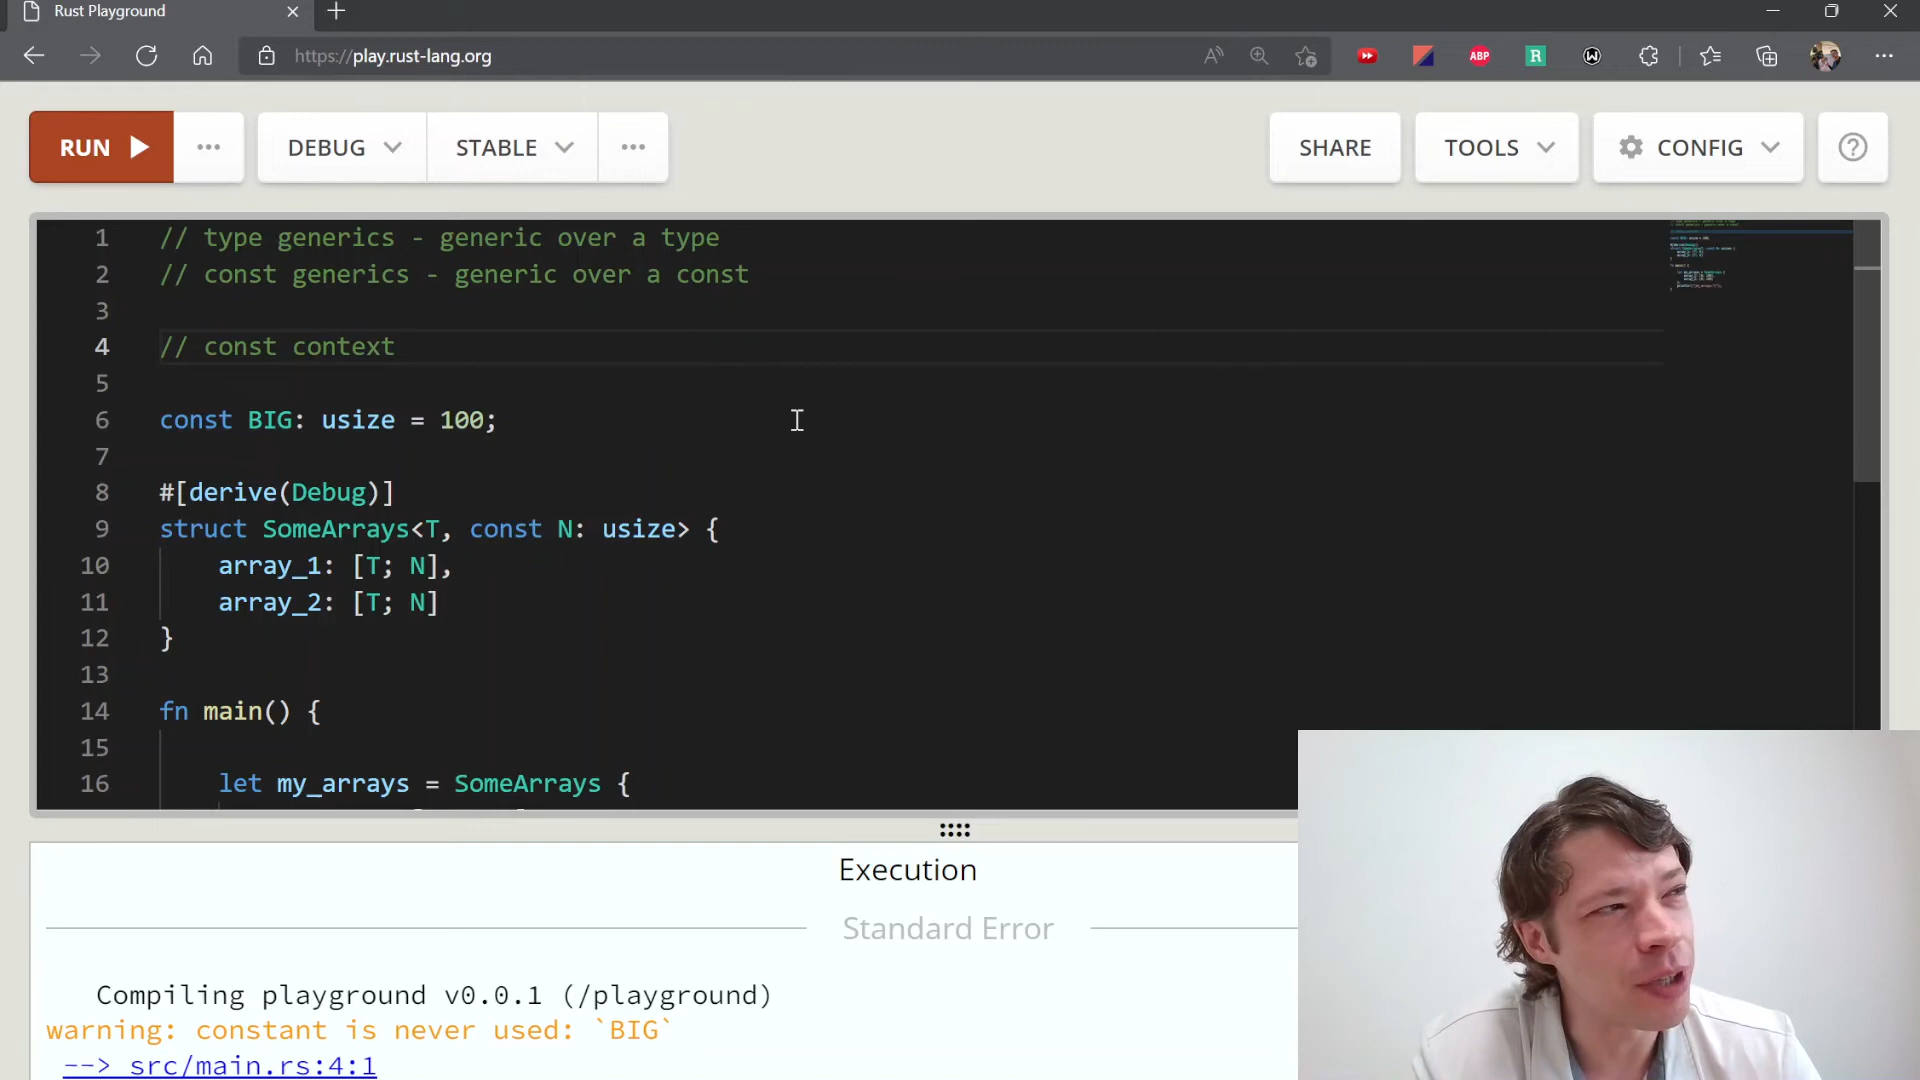 Rust Playground
https://play.rust-lang.org
ABP
R
W
RUN
DEBUG
STABLE
SHARE
TOOLS
CONFIG
1 // type generics - generic over a type
2 // const generics - generic over a const
3
4 // const context
5
6 const BIG: usize = 100;
7
8 #[derive(Debug)]
9 struct SomeArrays<T, const N: usize> {
10 array_1: [T; N],
11 array_2: [T; N]
12 }
13
14 fn main() {
15
16 let my_arrays = SomeArrays {
Execution
Standard Error
Compiling playground v0.0.1 (/playground)
warning: constant is never used: `BIG`
--> src/main.rs:4:1